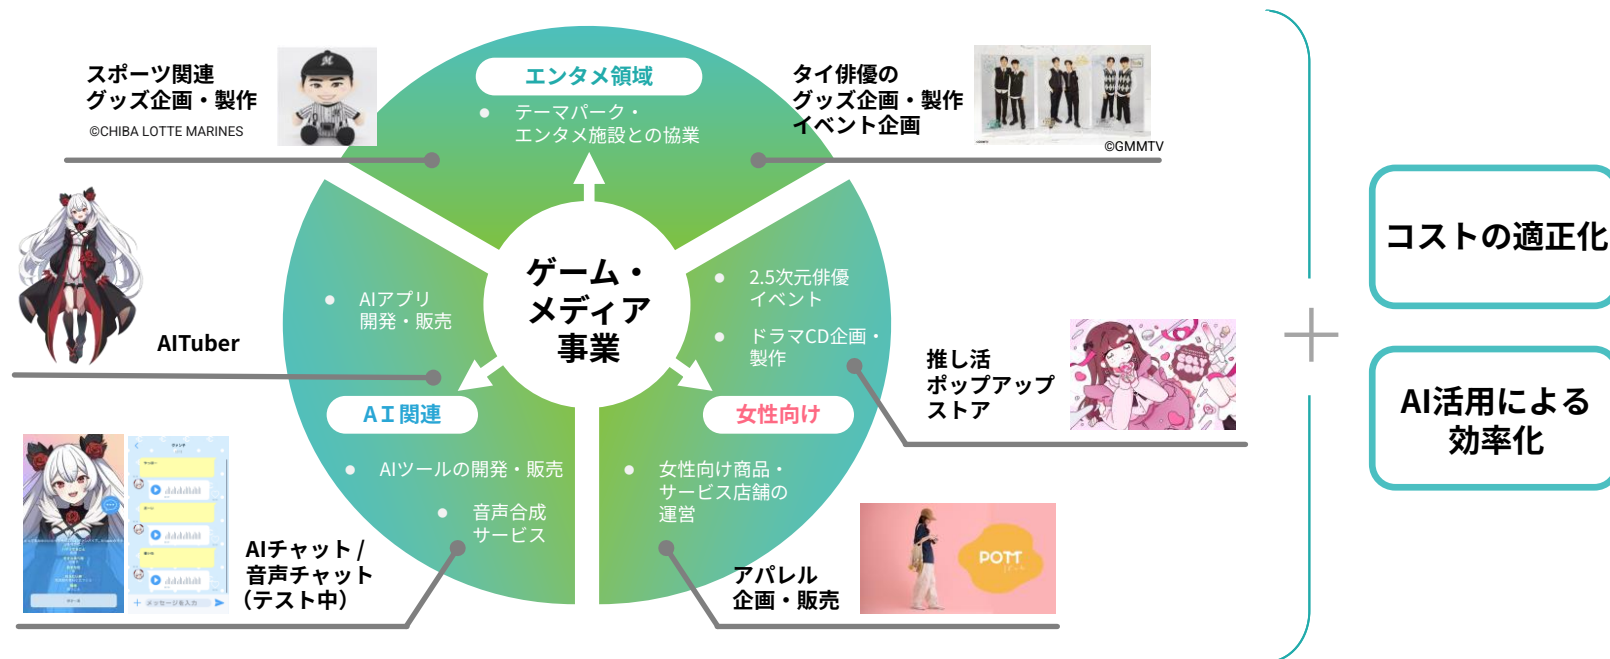 スポーツ関連
グッズ企画・製作
©CHIBA LOTTE MARINES
エンタメ領域
● テーマパーク・
エンタメ施設との協業
タイ俳優の
グッズ企画・製作
イベント企画
©GMMTV
AITuber
● AIアプリ
開発・販売
ゲーム・
メディア
事業
● 2.5次元俳優
イベント
● ドラマCD企画・
製作
推し活
ポップアップ
ストア
AI関連
女性向け
● AIツールの開発・販売
● 音声合成
サービス
● 女性向け商品・
サービス店舗の
運営
メッセージを入力
AIチャット /
音声チャット
（テスト中）
アパレル
企画・販売
POTT
+
コストの適正化
AI活用による
効率化